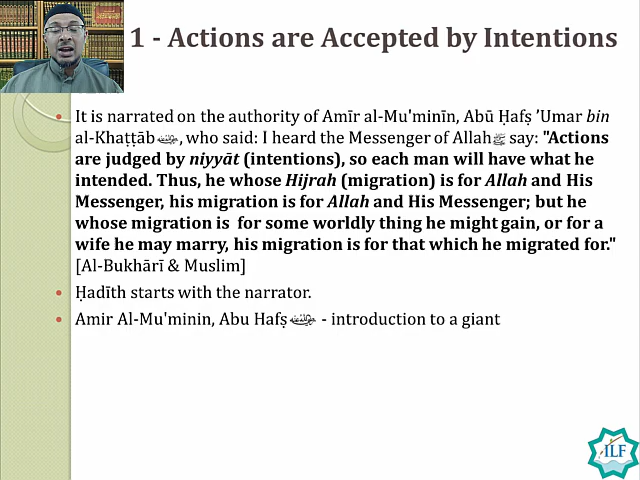 1 - Actions are Accepted by Intentions
• It is narrated on the authority of Amīr al-Mu'minīn, Abū Ḥafṣ ’Umar bin
al-Khaṭṭāb, who said: I heard the Messenger of Allah ﷺ say: "Actions
are judged by niyyāt (intentions), so each man will have what he
intended. Thus, he whose Hijrah (migration) is for Allah and His
Messenger, his migration is for Allah and His Messenger; but he
whose migration is for some worldly thing he might gain, or for a
wife he may marry, his migration is for that which he migrated for."
[Al-Bukhārī & Muslim]
• Ḥadīth starts with the narrator.
• Amir Al-Mu'minin, Abu Hafṣ - introduction to a giant
ILF